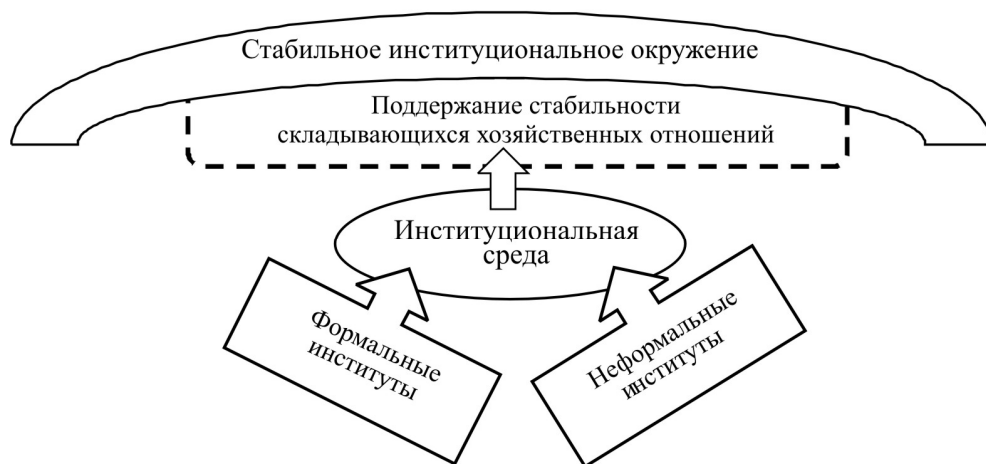 Стабильное институциональное окружение
Поддержание стабильности
складывающихся хозяйственных отношений
Институциональная
среда
Формальные
институты
Неформальные
институты